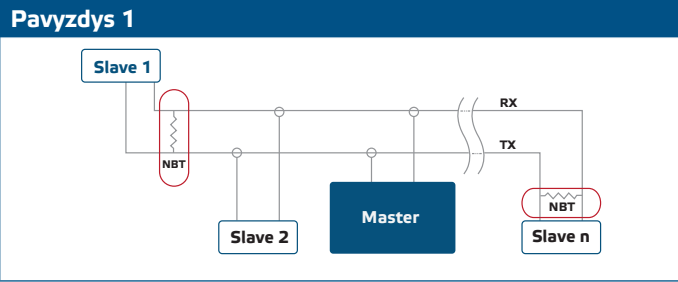 Pavyzdys 1
Slave 1
RX
TX
NBT
Master
NBT
Slave 2
Slave n